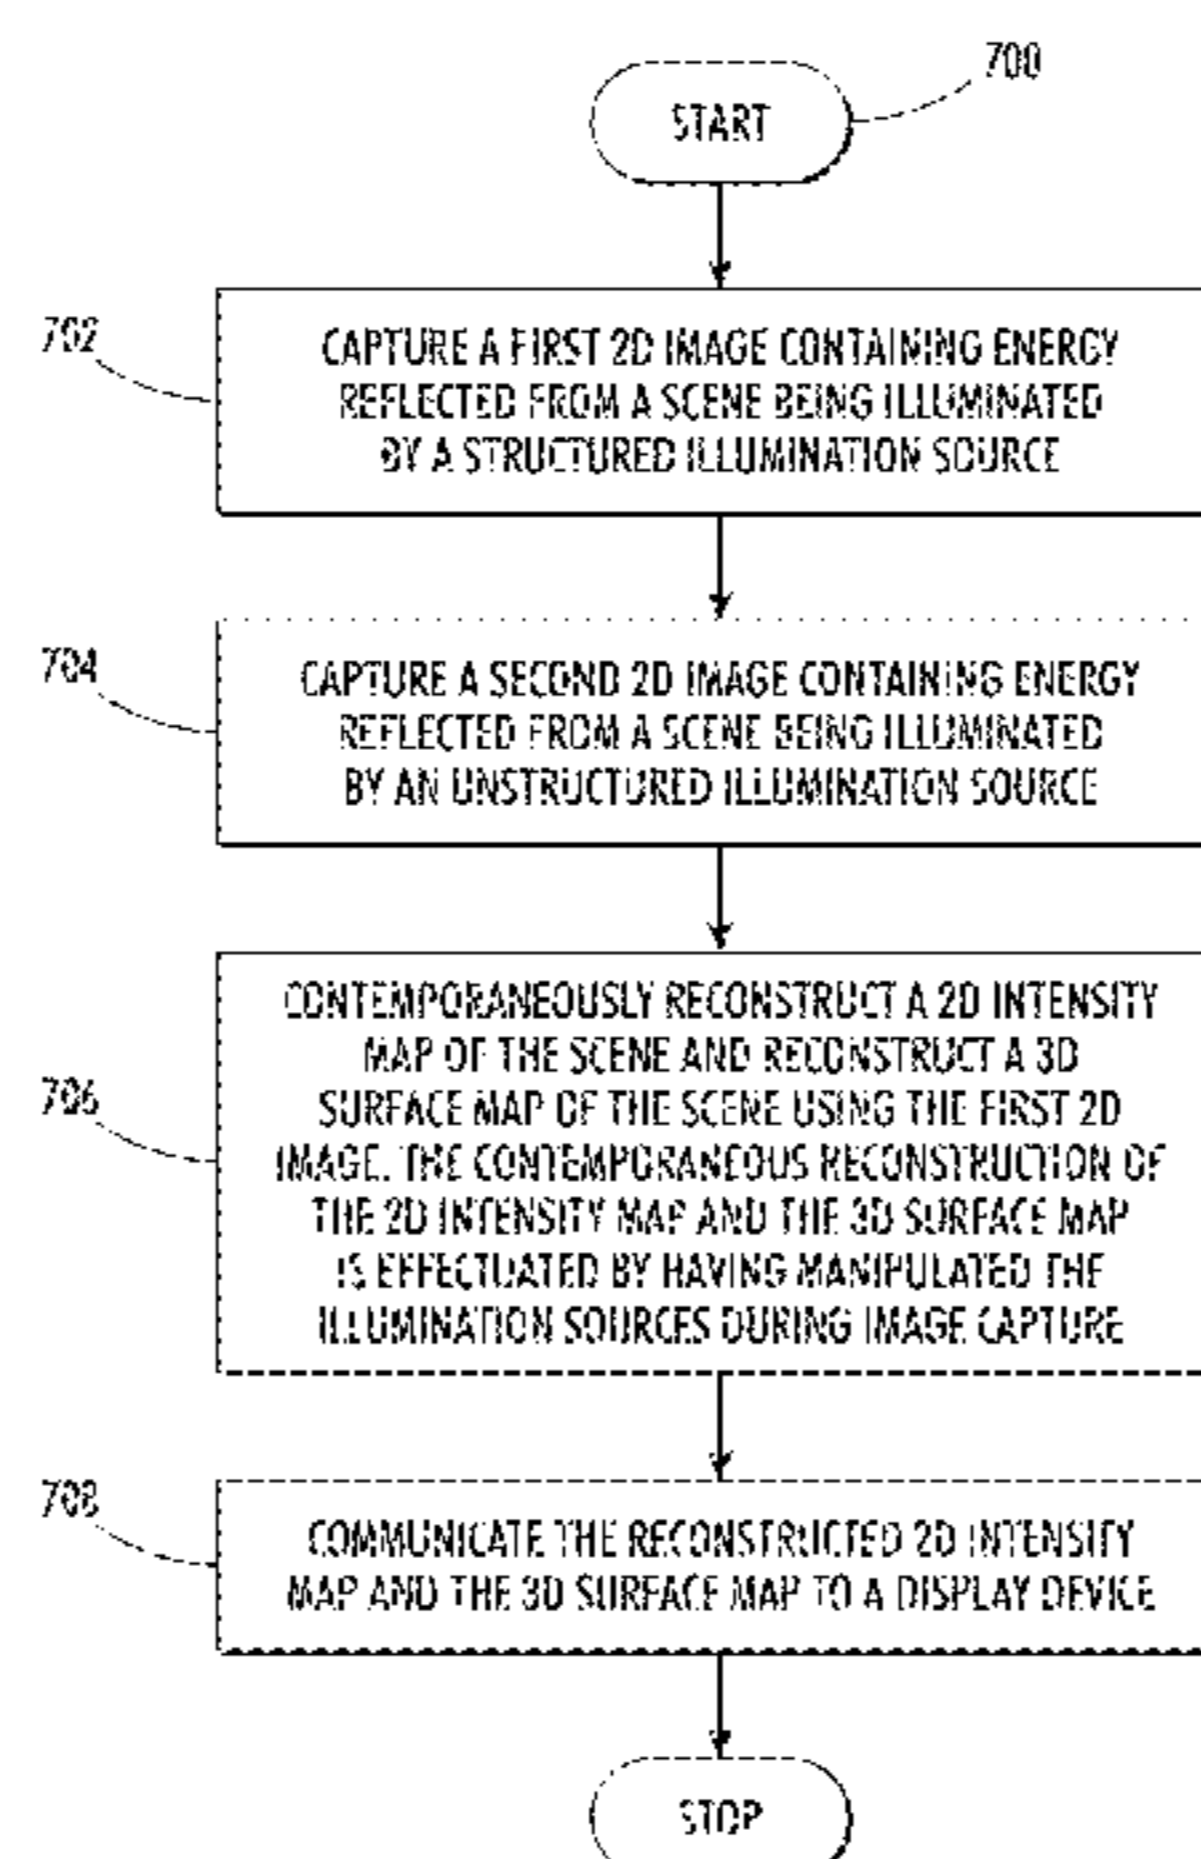 700
START
702
CAPTURE A FIRST 2D IMAGE CONTAINING ENERGY
REFLECTED FROM A SCENE BEING ILLUMINATED
BY A STRUCTURED ILLUMINATION SOURCE
704
CAPTURE A SECOND 2D IMAGE CONTAINING ENERGY
REFLECTED FROM A SCENE BEING ILLUMINATED
BY AN UNSTRUCTURED ILLUMINATION SOURCE
706
CONTEMPORANEOUSLY RECONSTRUCT A 2D INTENSITY
MAP OF THE SCENE AND RECONSTRUCT A 3D
SURFACE MAP OF THE SCENE USING THE FIRST 2D
IMAGE. THE CONTEMPORANEOUS RECONSTRUCTION OF
THE 2D INTENSITY MAP AND THE 3D SURFACE MAP
IS EFFECTUATED BY HAVING MANIPULATED THE
ILLUMINATION SOURCES DURING IMAGE CAPTURE
708
COMMUNICATE THE RECONSTRUCTED 2D INTENSITY
MAP AND THE 3D SURFACE MAP TO A DISPLAY DEVICE
STOP